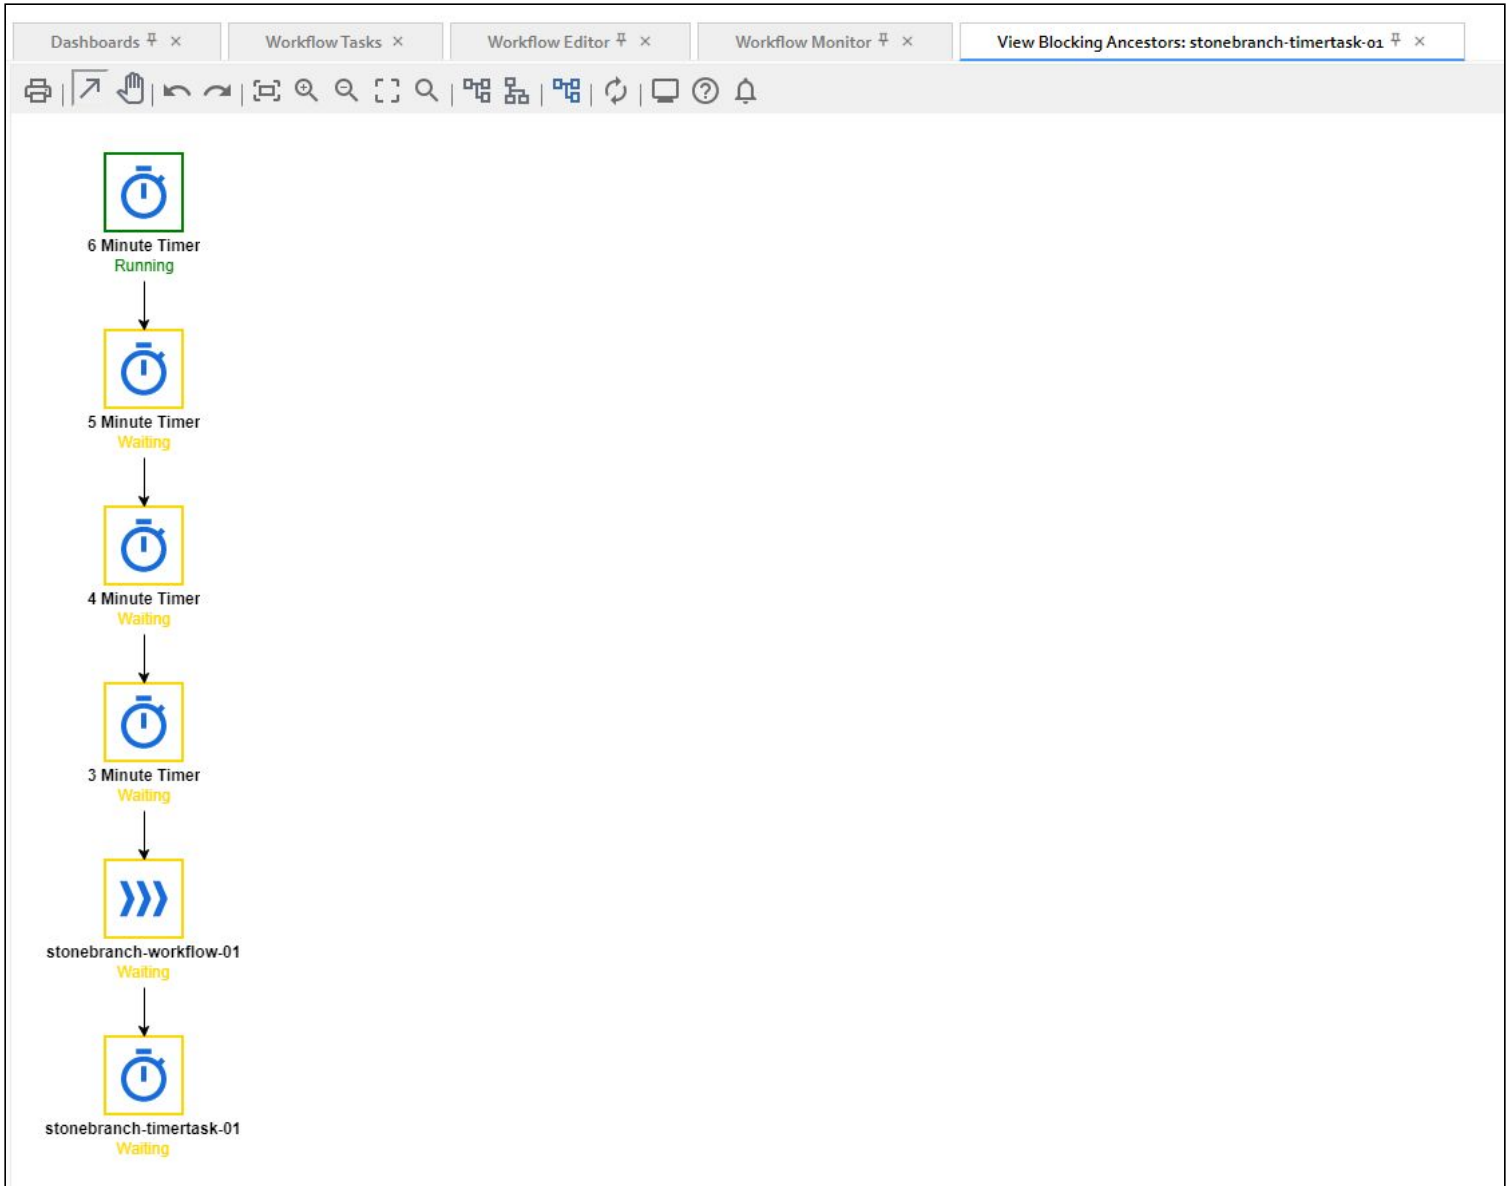 Dashboards
Workflow Tasks
Workflow Editor
Workflow Monitor
View Blocking Ancestors: stonebranch-timertask-01
6 Minute Timer
Running
5 Minute Timer
Waiting
4 Minute Timer
Waiting
3 Minute Timer
Waiting
stonebranch-workflow-01
Waiting
stonebranch-timertask-01
Waiting